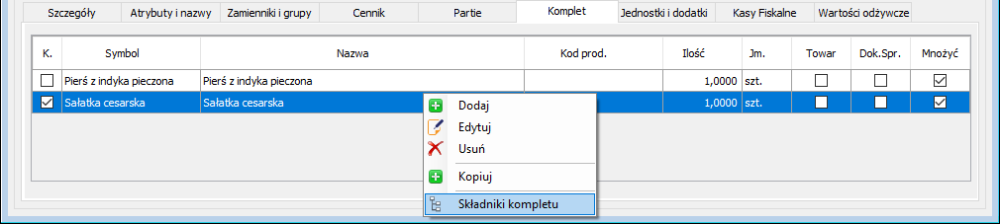 Szczegóły Atrybuty i nazwy Zamienniki i grupy Cennik Partie Komplet Jednostki i dodatki Kasy Fiskalne Wartości odżywcze
K. Symbol Nazwa Kod prod. Ilość Jm. Towar Dok.Spr. Mnożyć
Pierś z indyka pieczona Pierś z indyka pieczona 1,0000 szt.
Sałatka cesarska Sałatka cesarska 1,0000 szt.
Dodaj
Edytuj
Usuń
Kopiuj
Składniki kompletu